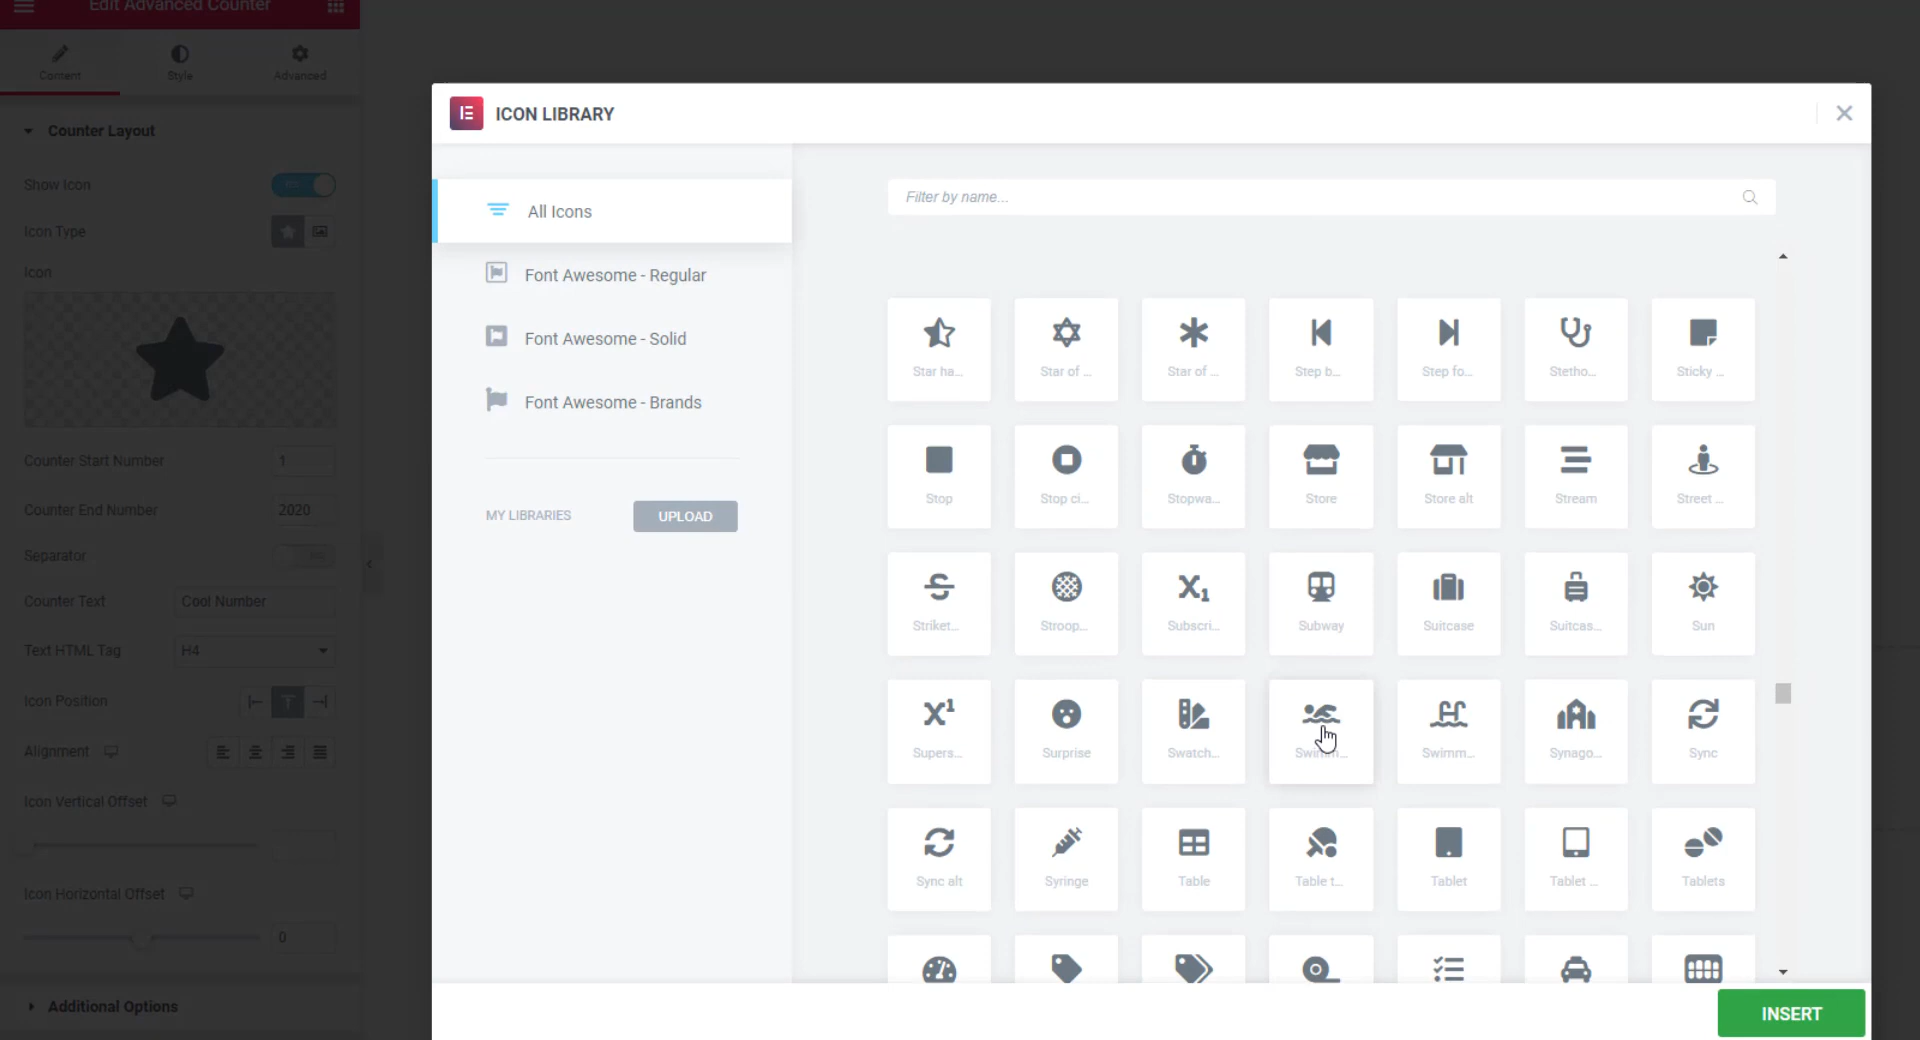 Edit Advanced Counter
Content
Style
Advanced
Counter Layout
Show Icon
YES
Icon Type
Icon
Counter Start Number
1
Counter End Number
2020
Separator
NO
Counter Text
Cool Number
Text HTML Tag
H4
Icon Position
Alignment
Icon Vertical Offset
Icon Horizontal Offset
0
Additional Options
ICON LIBRARY
All Icons
Font Awesome - Regular
Font Awesome - Solid
Font Awesome - Brands
MY LIBRARIES
UPLOAD
Filter by name...
Star ha...
Star of ...
Star of ...
Step b...
Step fo...
Stetho...
Sticky ...
Stop
Stop ci...
Stopwa...
Store
Store alt
Stream
Street ...
Striket...
Stroop...
Subscri...
Subway
Suitcase
Suitcas...
Sun
Supers...
Surprise
Swatch...
Swimm...
Swimm...
Synago...
Sync
Sync alt
Syringe
Table
Table t...
Tablet
Tablet ...
Tablets
INSERT